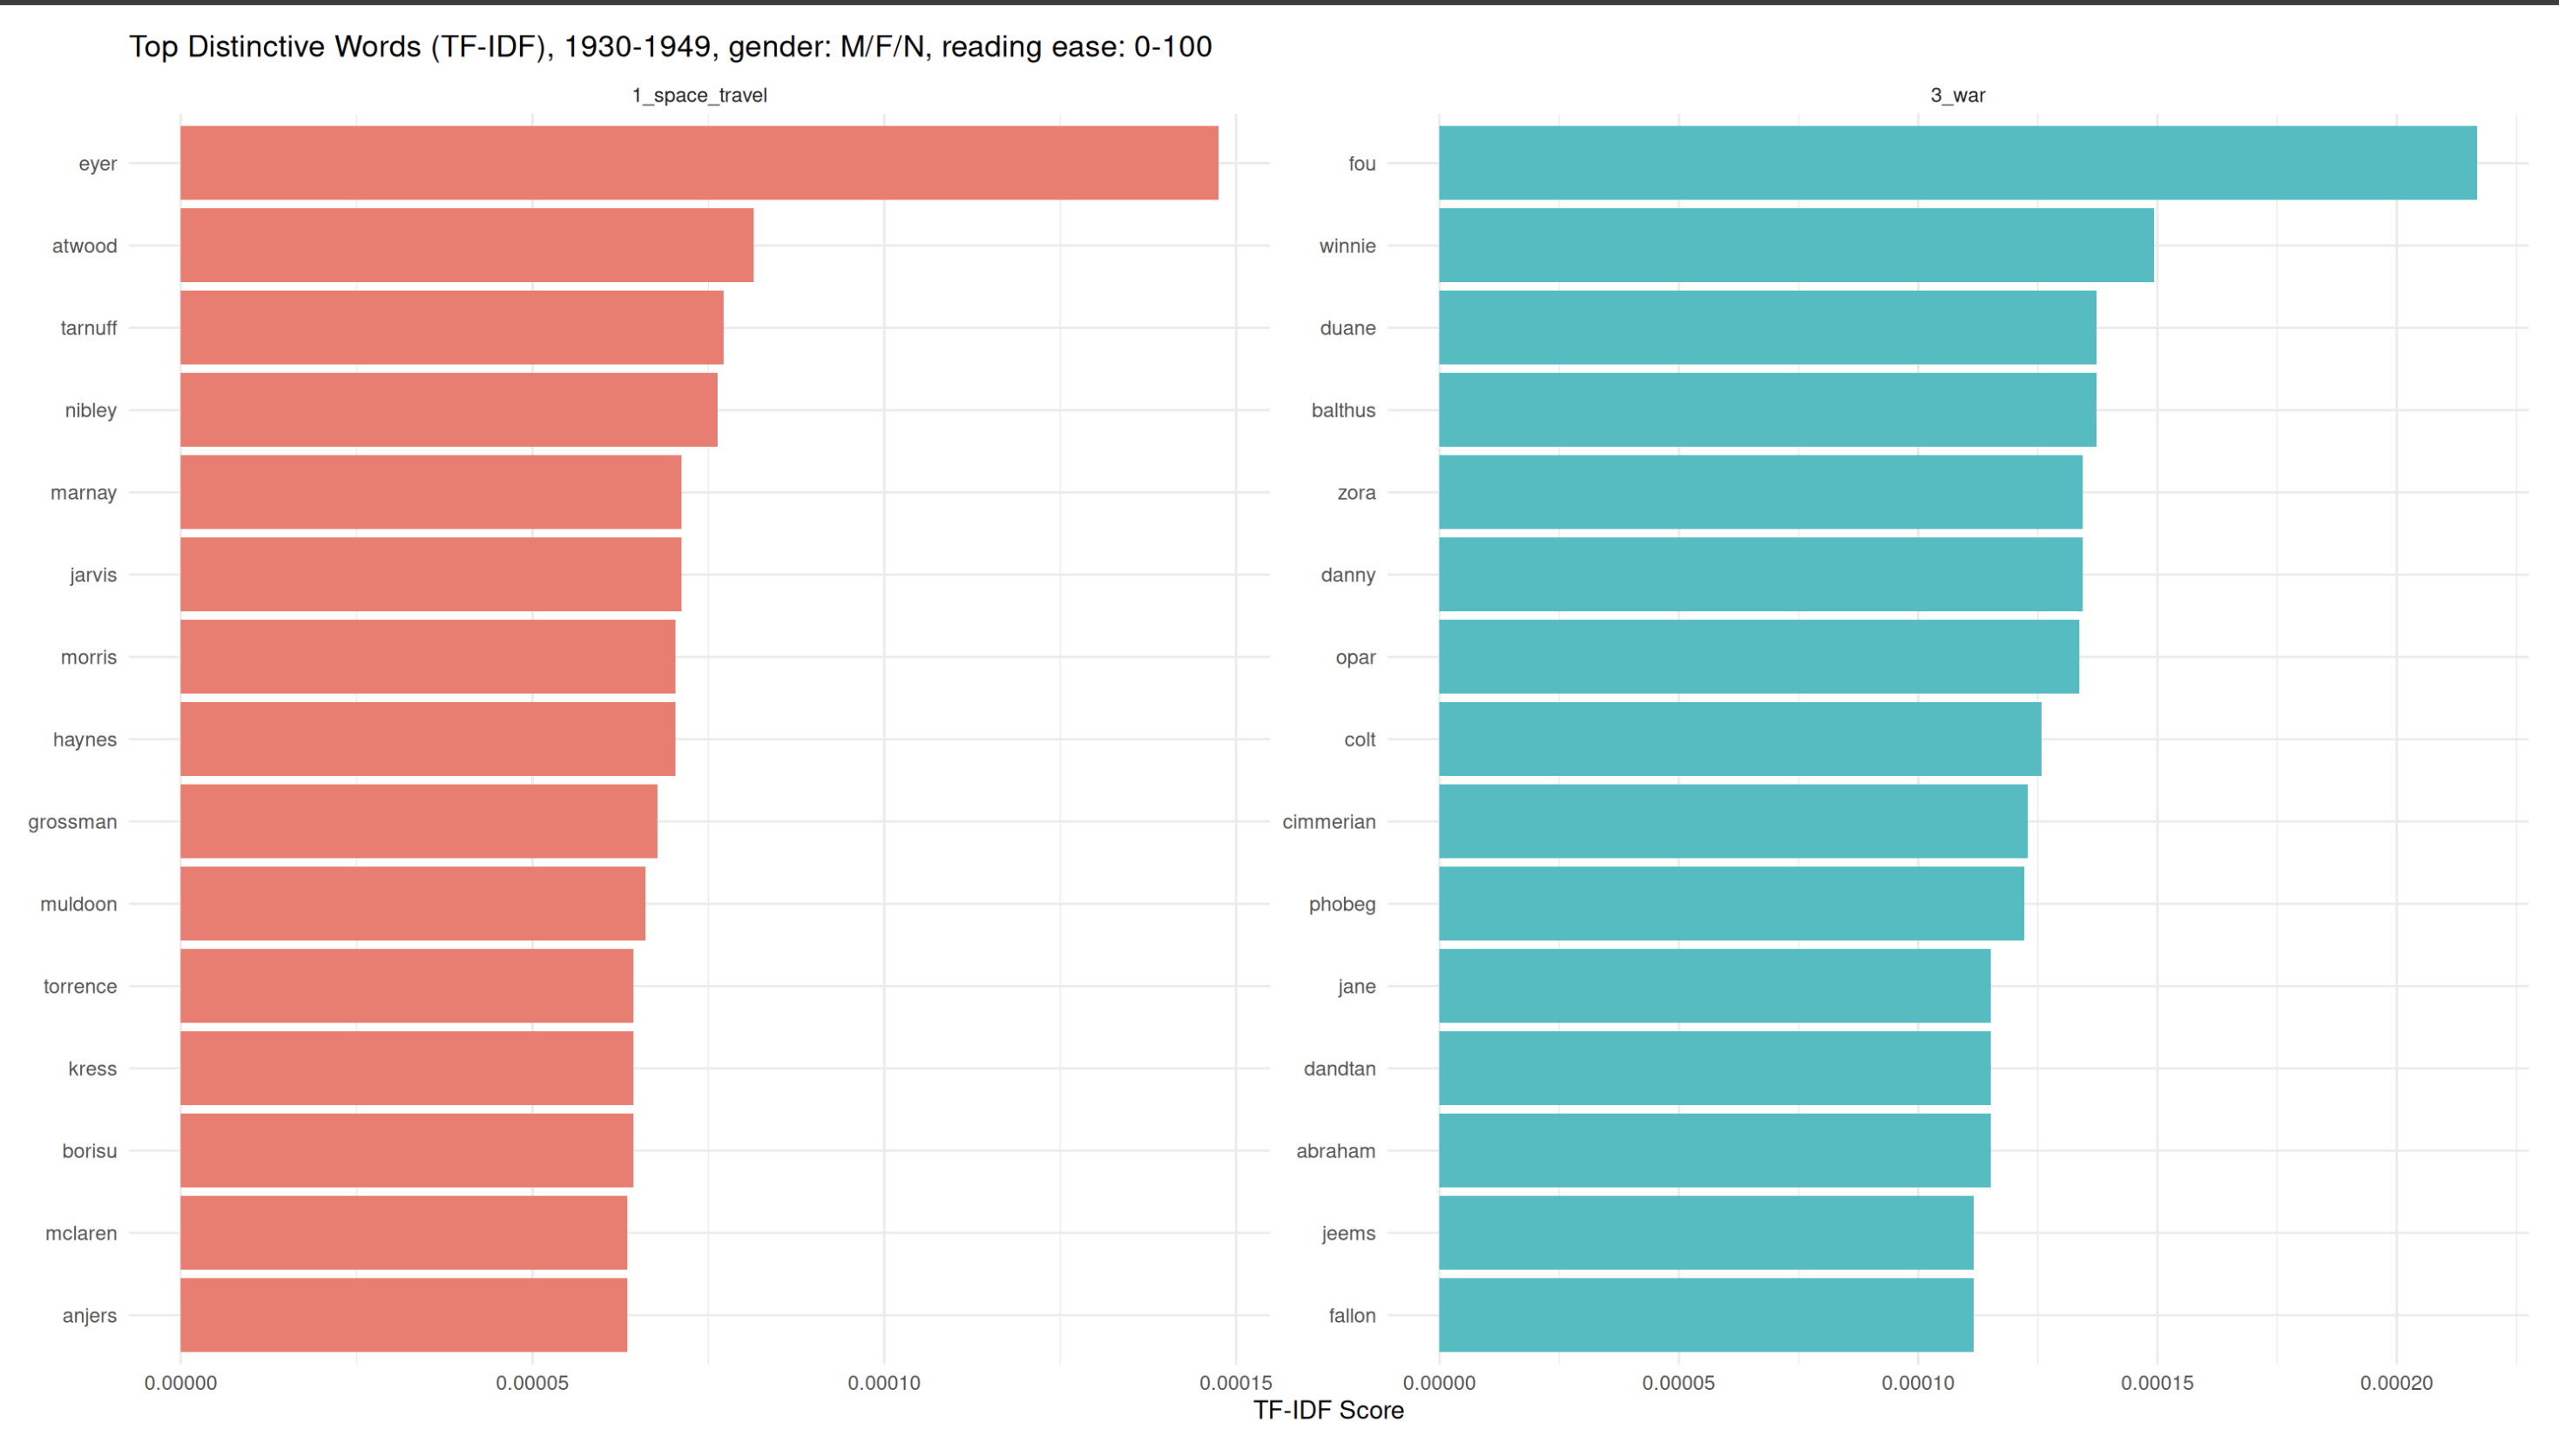 Top Distinctive Words (TF-IDF), 1930-1949, gender: M/F/N, reading ease: 0-100
1_space_travel
eyer
atwood
tarnuff
nibley
marnay
jarvis
morris
haynes
grossman
muldoon
torrence
kress
borisu
mclaren
anjers
0.00000 0.00005 0.00010 0.00015
3_war
fou
winnie
duane
balthus
zora
danny
opar
colt
cimmerian
phobeg
jane
dandtan
abraham
jeems
fallon
0.00000 0.00005 0.00010 0.00015 0.00020
TF-IDF Score